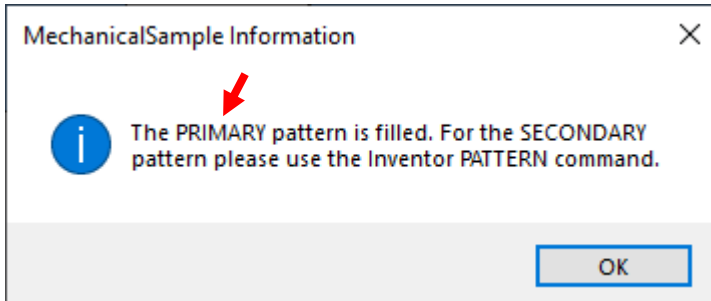 MechanicalSample Information
The PRIMARY pattern is filled. For the SECONDARY
pattern please use the Inventor PATTERN command.
OK